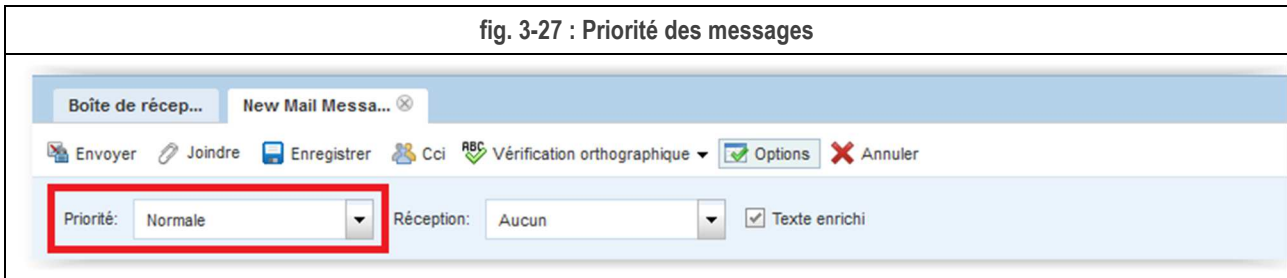 fig. 3-27 : Priorité des messages
Boîte de récep... New Mail Messa...
Envoyer Joindre Enregistrer Cci ABC Vérification orthographique Options Annuler
Priorité: Normale Réception: Aucun Texte enrichi